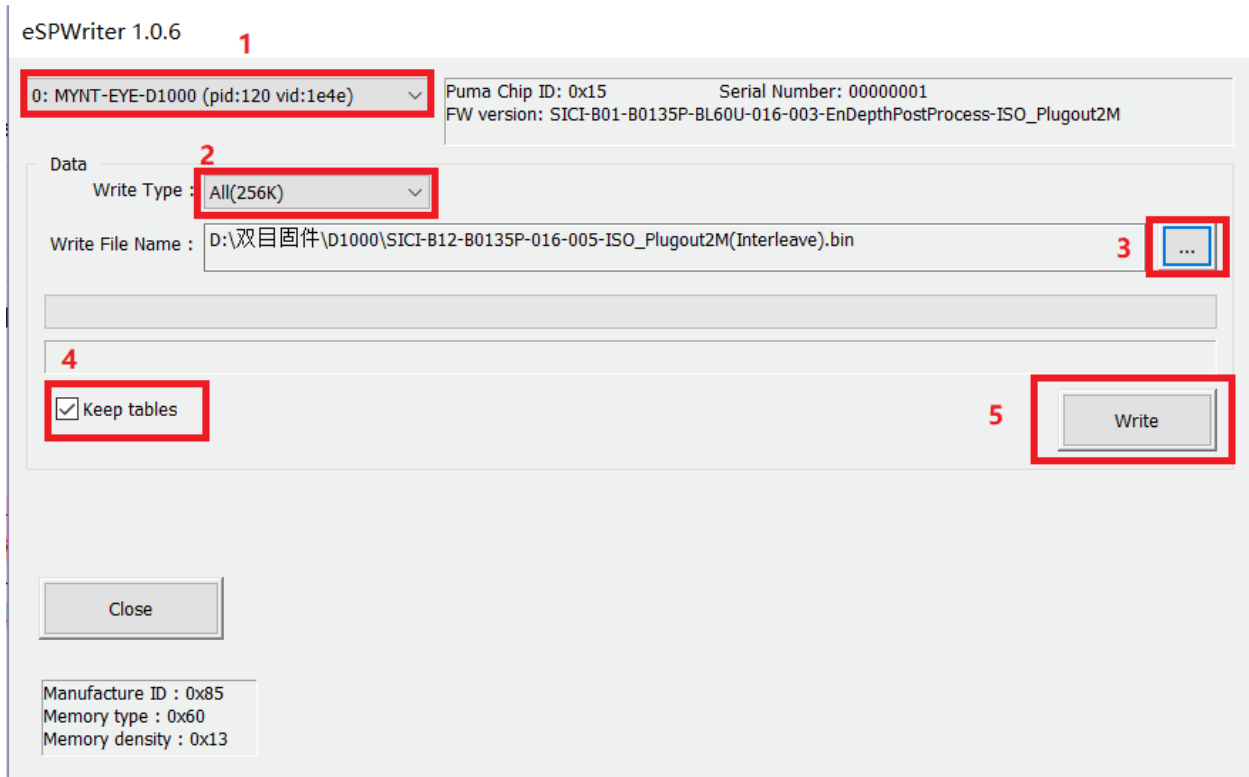 eSPWriter 1.0.6
1
0: MYNT-EYE-D1000 (pid:120 vid:1e4e)
Puma Chip ID: 0x15 Serial Number: 00000001
FW version: SICI-B01-B0135P-BL60U-016-003-EnDepthPostProcess-ISO_Plugout2M
Data
2
Write Type : All(256K)
Write File Name : D:\双目固件\D1000\SICI-B12-B0135P-016-005-ISO_Plugout2M(Interleave).bin
3
...
4
Keep tables
5
Write
Close
Manufacture ID : 0x85
Memory type : 0x60
Memory density : 0x13